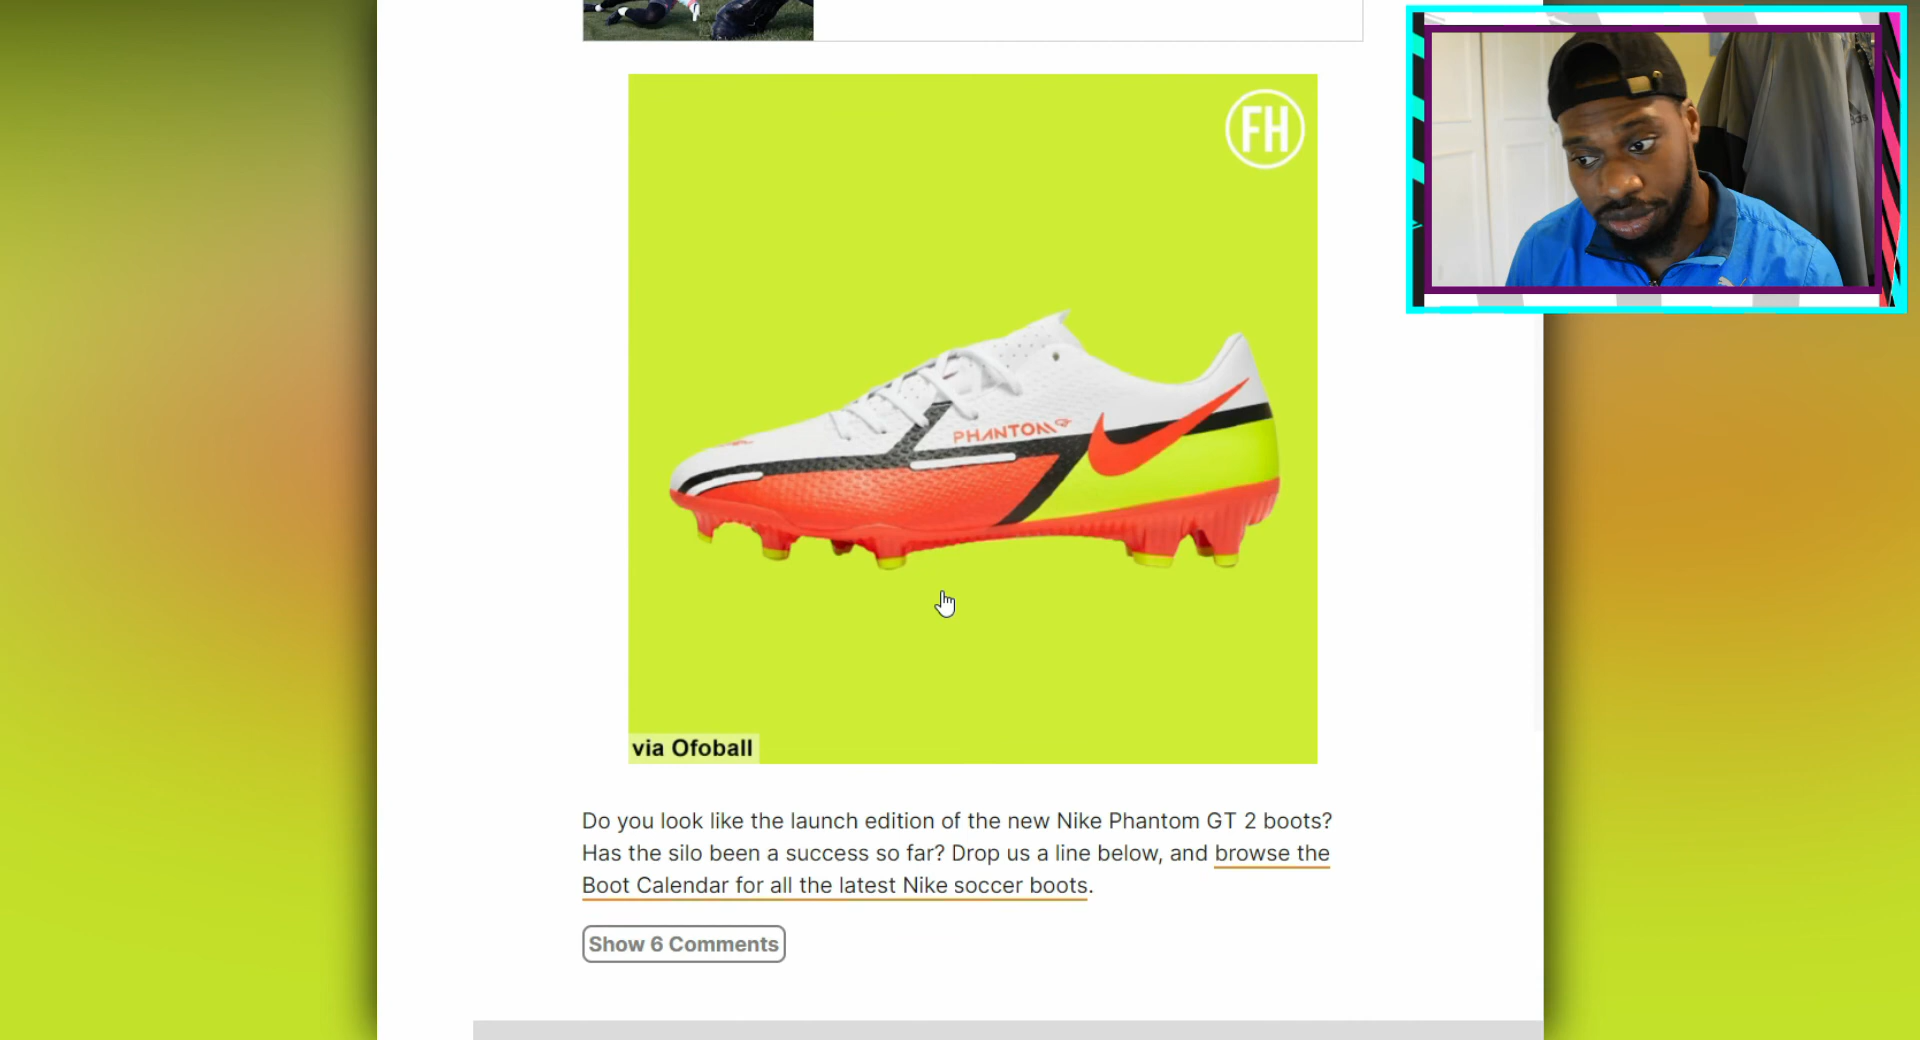 FH
PHANTOM
via Ofoball
Do you look like the launch edition of the new Nike Phantom GT 2 boots?
Has the silo been a success so far? Drop us a line below, and browse the
Boot Calendar for all the latest Nike soccer boots.
Show 6 Comments